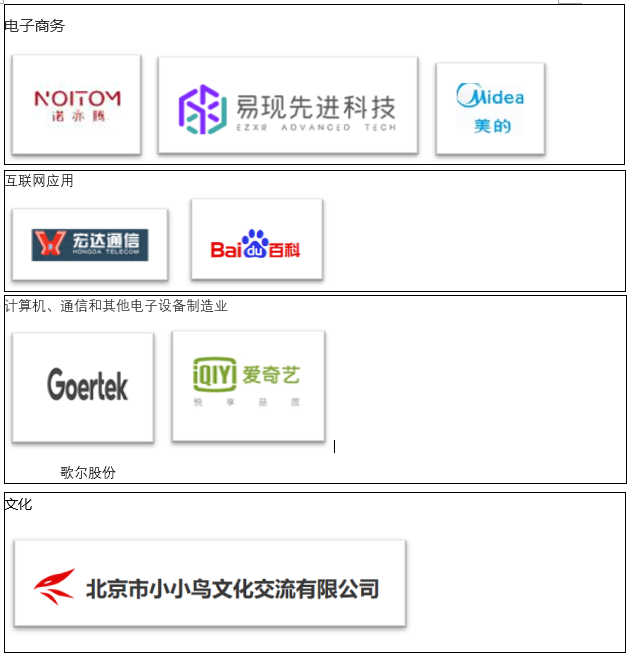 电子商务
NOITOM
诺亦腾
易现先进科技
EZXR ADVANCED TECH
Midea
美的
互联网应用
宏达通信
HONGDA TELECOM
Baidu百科
计算机、通信和其他电子设备制造业
Goertek
iQIYI 爱奇艺
悦享品质
歌尔股份
文化
北京市小小鸟文化交流有限公司